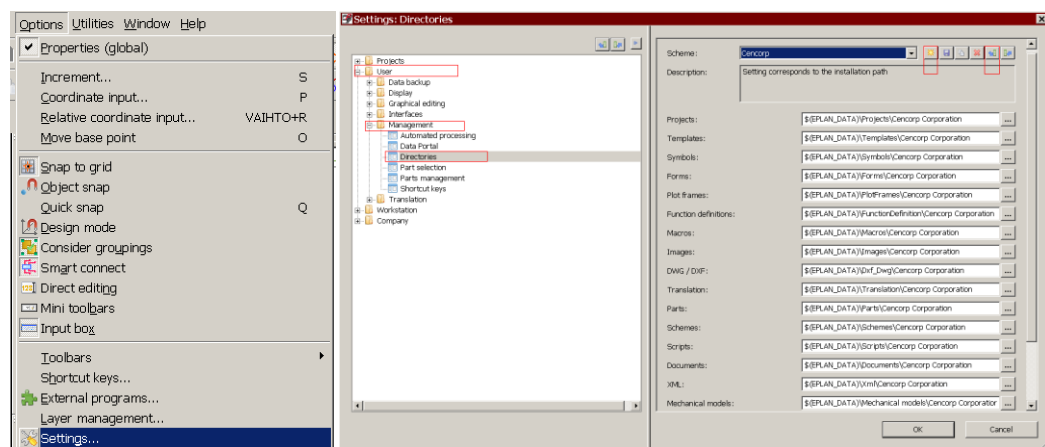 Options Utilities Window Help
Properties (global)
Increment... S
Coordinate input... P
Relative coordinate input... VAIHTO+R
Move base point O
Snap to grid
Object snap
Quick snap Q
Design mode
Consider groupings
Smart connect
Direct editing
Mini toolbars
Input box
Toolbars
Shortcut keys...
External programs...
Layer management...
Settings...
Settings: Directories
Projects
User
Data backup
Display
Graphical editing
Interfaces
Management
Automated processing
Data Portal
Directories
Part selection
Parts management
Shortcut keys
Translation
Workstation
Company
Scheme: Cencorp
Description: Setting corresponds to the installation path
Projects: $(EPLAN_DATA)\Projects\Cencorp Corporation ...
Templates: $(EPLAN_DATA)\Templates\Cencorp Corporation ...
Symbols: $(EPLAN_DATA)\Symbols\Cencorp Corporation ...
Forms: $(EPLAN_DATA)\Forms\Cencorp Corporation ...
Plot frames: $(EPLAN_DATA)\PlotFrames\Cencorp Corporation ...
Function definitions: $(EPLAN_DATA)\FunctionDefinition\Cencorp Corporation ...
Macros: $(EPLAN_DATA)\Macros\Cencorp Corporation ...
Images: $(EPLAN_DATA)\Images\Cencorp Corporation ...
DWG / DXF: $(EPLAN_DATA)\Dxf_Dwg\Cencorp Corporation ...
Translation: $(EPLAN_DATA)\Translation\Cencorp Corporation ...
Parts: $(EPLAN_DATA)\Parts\Cencorp Corporation ...
Schemes: $(EPLAN_DATA)\Schemes\Cencorp Corporation ...
Scripts: $(EPLAN_DATA)\Scripts\Cencorp Corporation ...
Documents: $(EPLAN_DATA)\Documents\Cencorp Corporation ...
XML: $(EPLAN_DATA)\Xml\Cencorp Corporation ...
Mechanical models: $(EPLAN_DATA)\Mechanical models\Cencorp Corporation ...
OK Cancel